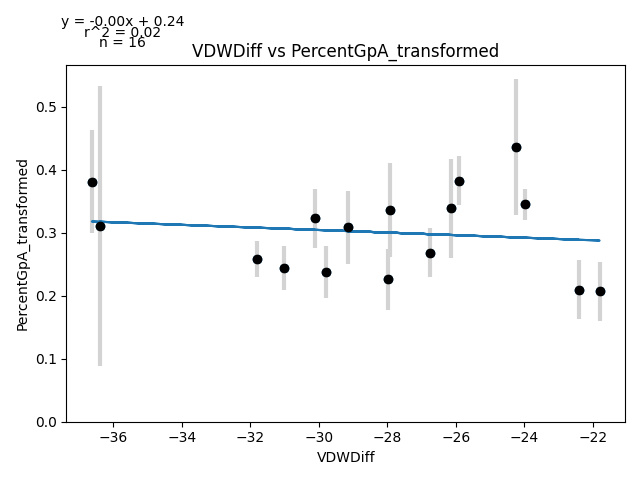 y = -0.00x + 0.24
r^2 = 0.02
n = 16
VDWDiff vs PercentGpA_transformed
PercentGpA_transformed
0.5
0.4
0.3
0.2
0.1
0.0
−36
−34
−32
−30
−28
−26
−24
−22
VDWDiff